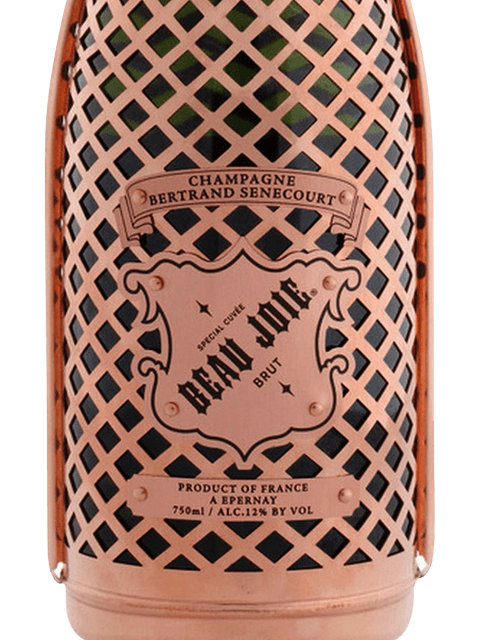 CHAMPAGNE
BERTRAND SENECOURT
SPECIAL CUVÉE
BEAU JOIE®
BRUT
PRODUCT OF FRANCE
A EPERNAY
750ml / ALC.12% BY VOL